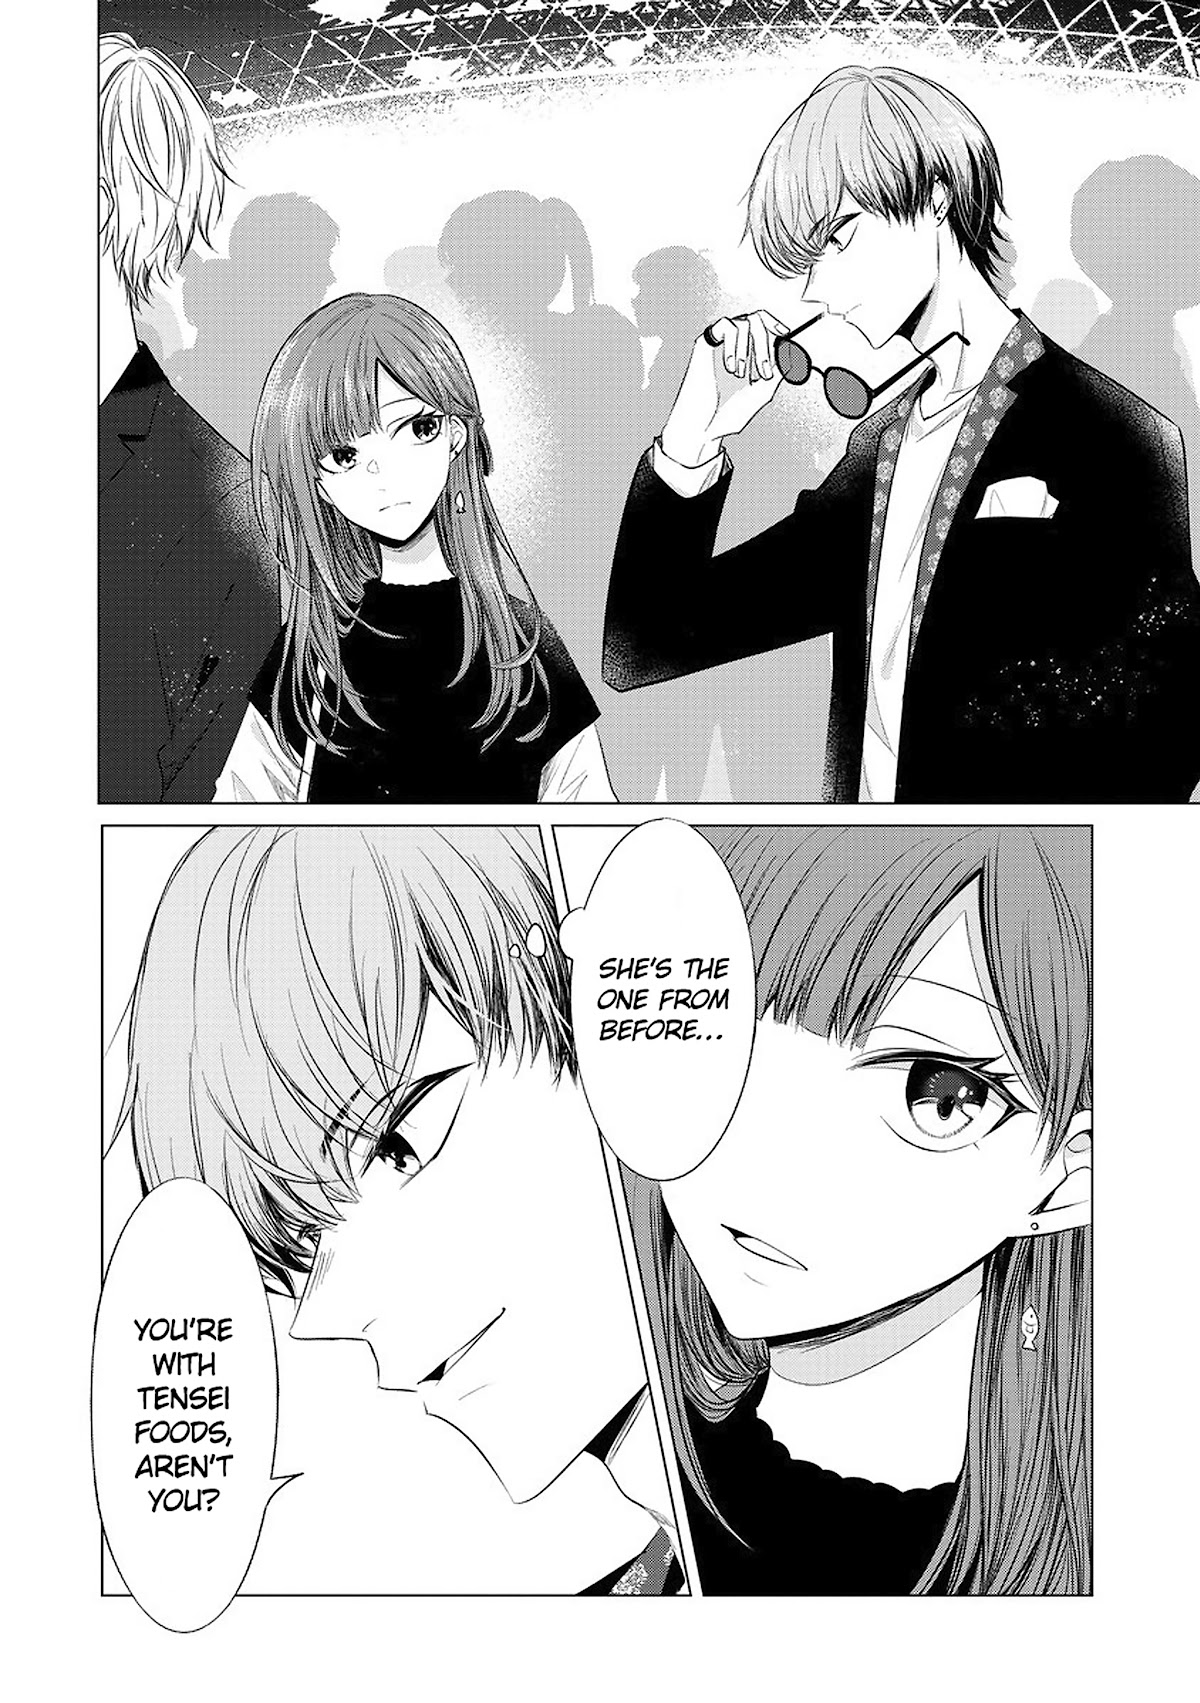 SHE'S THE
ONE FROM
BEFORE...
YOU'RE
WITH
TENSEI
FOODS,
AREN'T
YOU?